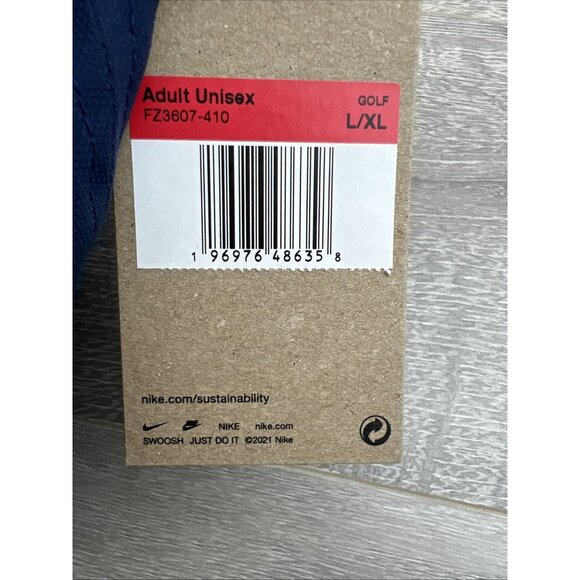 Adult Unisex GOLF
FZ3607-410 L/XL
1 96976 48635 8
nike.com/sustainability
NIKE nike.com
SWOOSH JUST DO IT ©2021 Nike